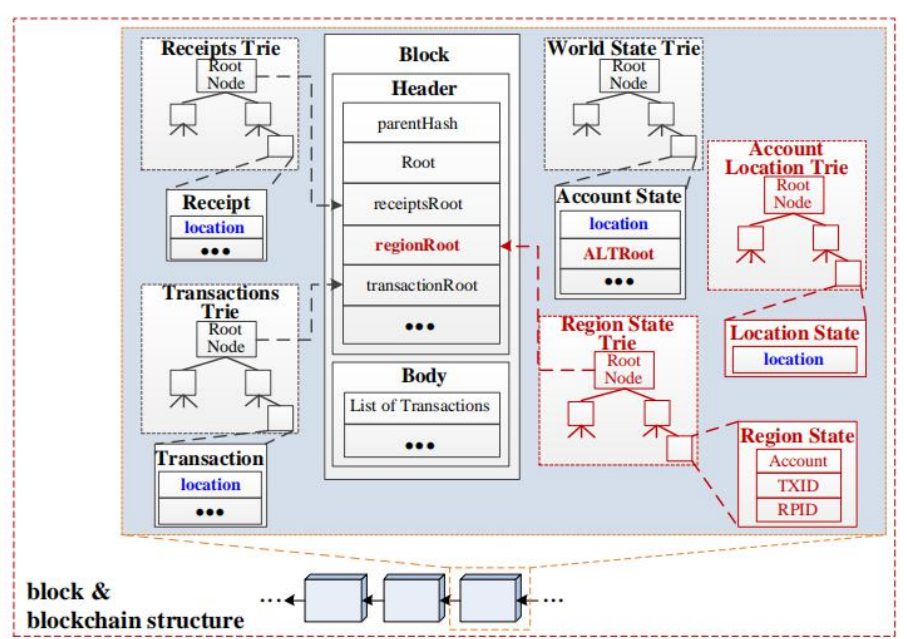 Receipts Trie
Root
Node
Receipt
location
•••
Transactions
Trie
Root
Node
Transaction
location
•••
Block
Header
parentHash
Root
receiptsRoot
regionRoot
transactionRoot
•••
Body
List of Transactions
•••
World State Trie
Root
Node
Account State
location
ALTRoot
•••
Account
Location Trie
Root
Node
Location State
location
Region State
Trie
Root
Node
Region State
Account
TXID
RPID
block &
blockchain structure
•••
•••